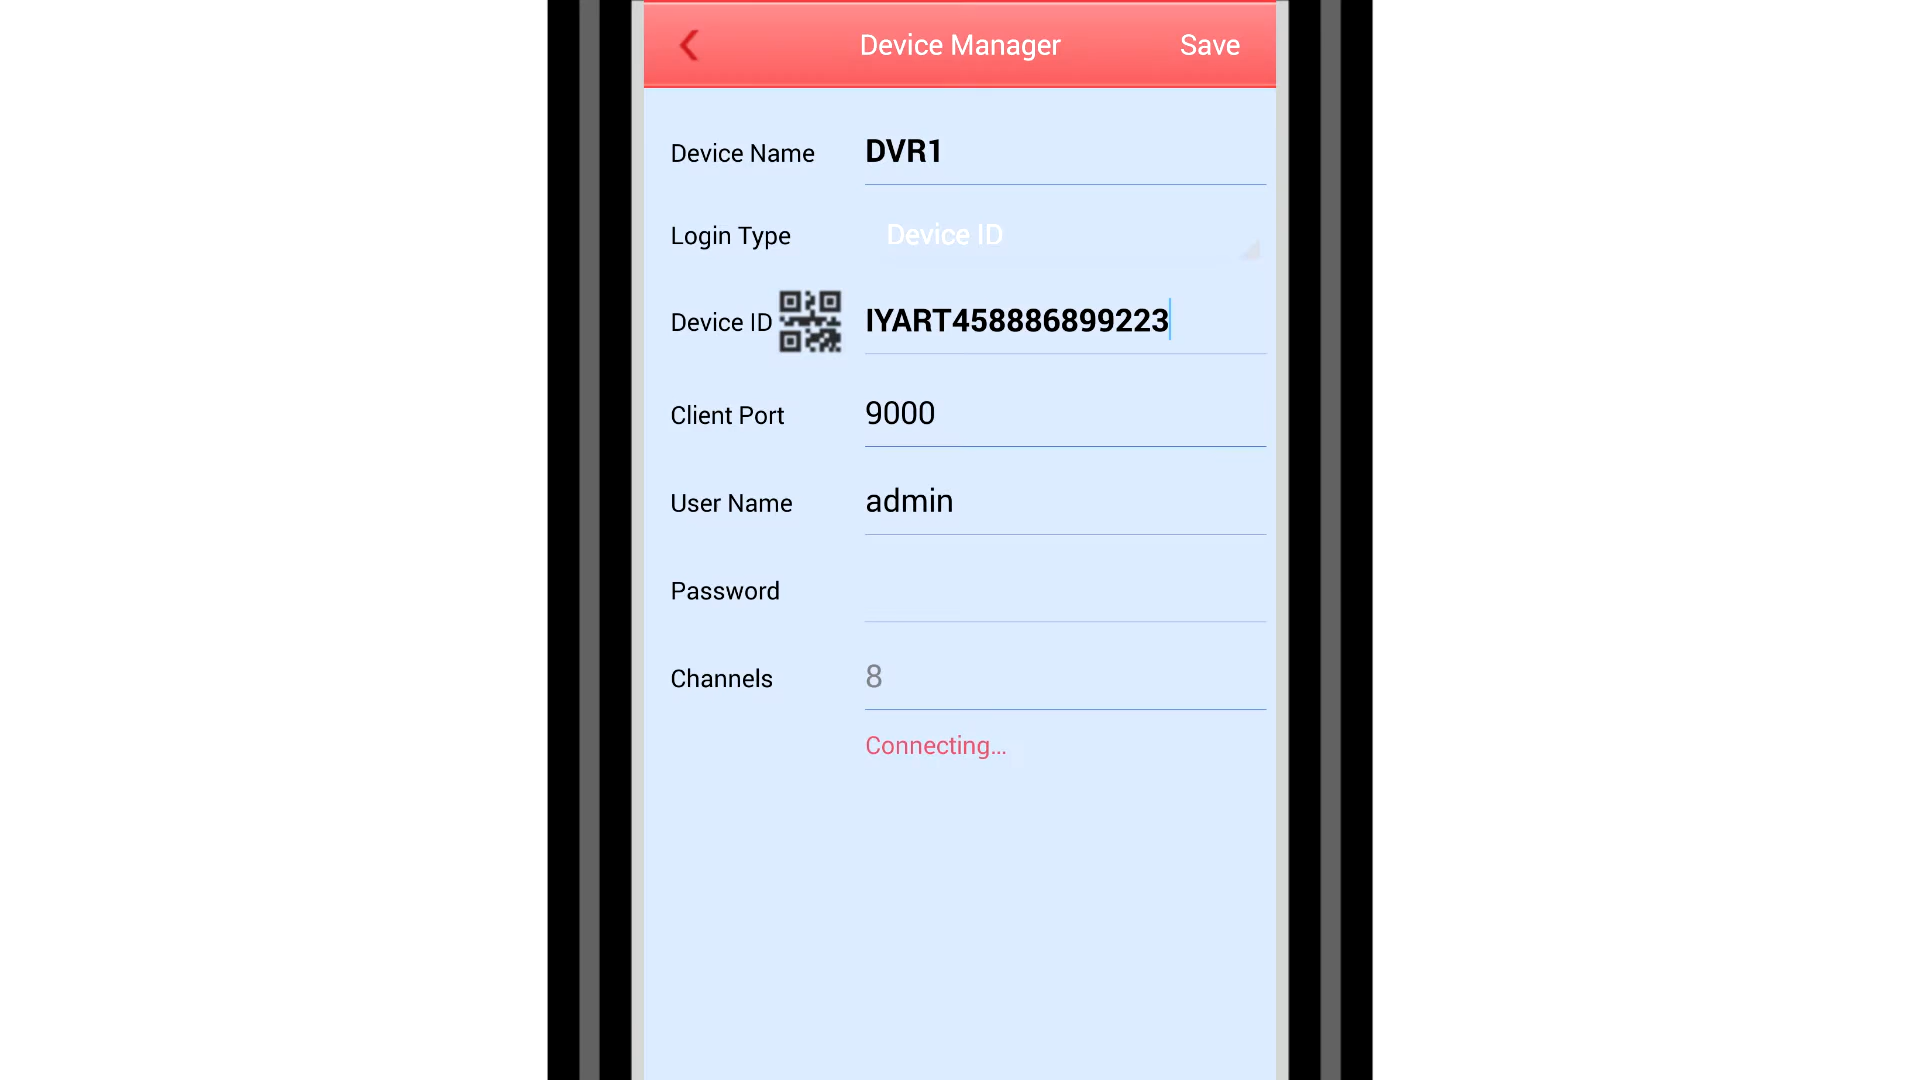 Device Manager Save
Device Name DVR1
Login Type Device ID
Device ID IYART458886899223
Client Port 9000
User Name admin
Password
Channels 8
Connecting...